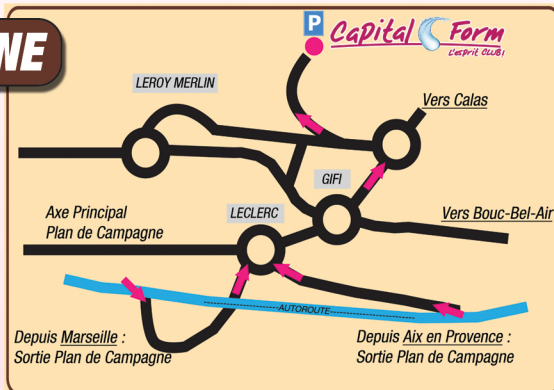 NE
P
Capital Form
L'esprit CLUB!
LEROY MERLIN
Vers Calas
GIFI
Axe Principal
Plan de Campagne
LECLERC
Vers Bouc-Bel-Air
AUTOROUTE
Depuis Marseille :
Sortie Plan de Campagne
Depuis Aix en Provence :
Sortie Plan de Campagne